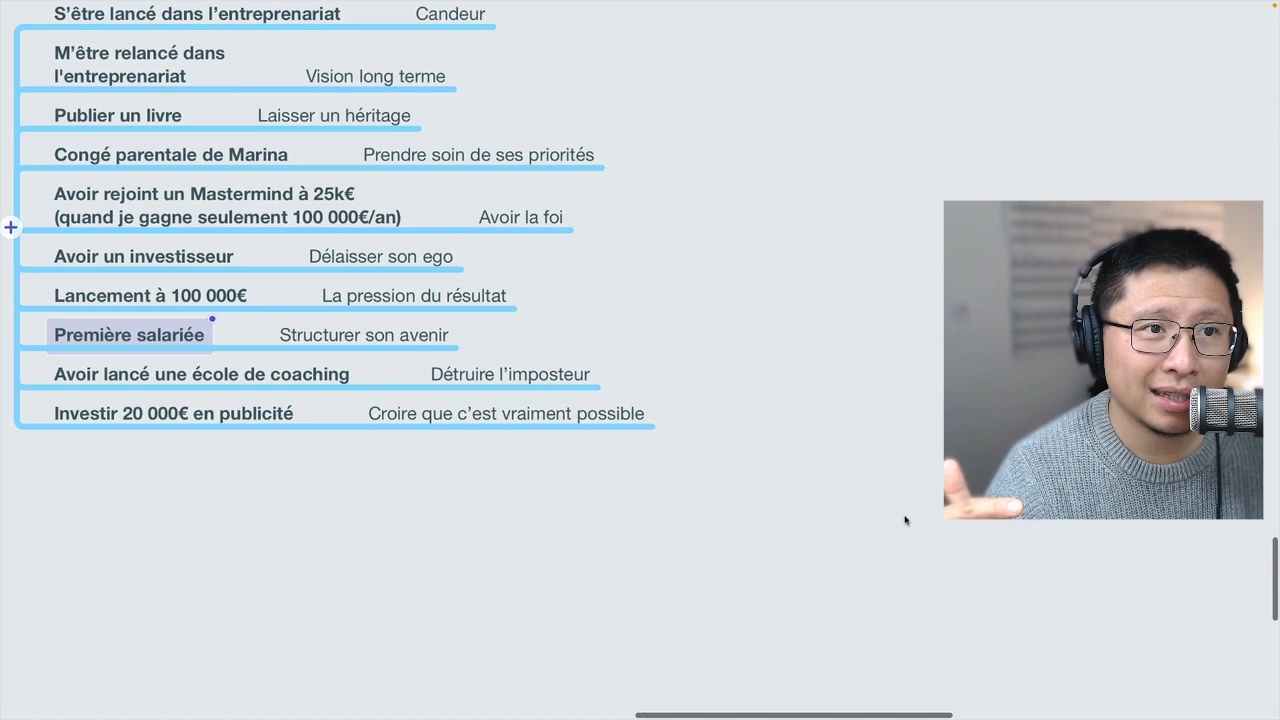 S’être lancé dans l’entreprenariat Candeur
M’être relancé dans
l'entreprenariat Vision long terme
Publier un livre Laisser un héritage
Congé parentale de Marina Prendre soin de ses priorités
Avoir rejoint un Mastermind à 25k€
(quand je gagne seulement 100 000€/an) Avoir la foi
Avoir un investisseur Délaisser son ego
Lancement à 100 000€ La pression du résultat
Première salariée Structurer son avenir
Avoir lancé une école de coaching Détruire l’imposteur
Investir 20 000€ en publicité Croire que c’est vraiment possible